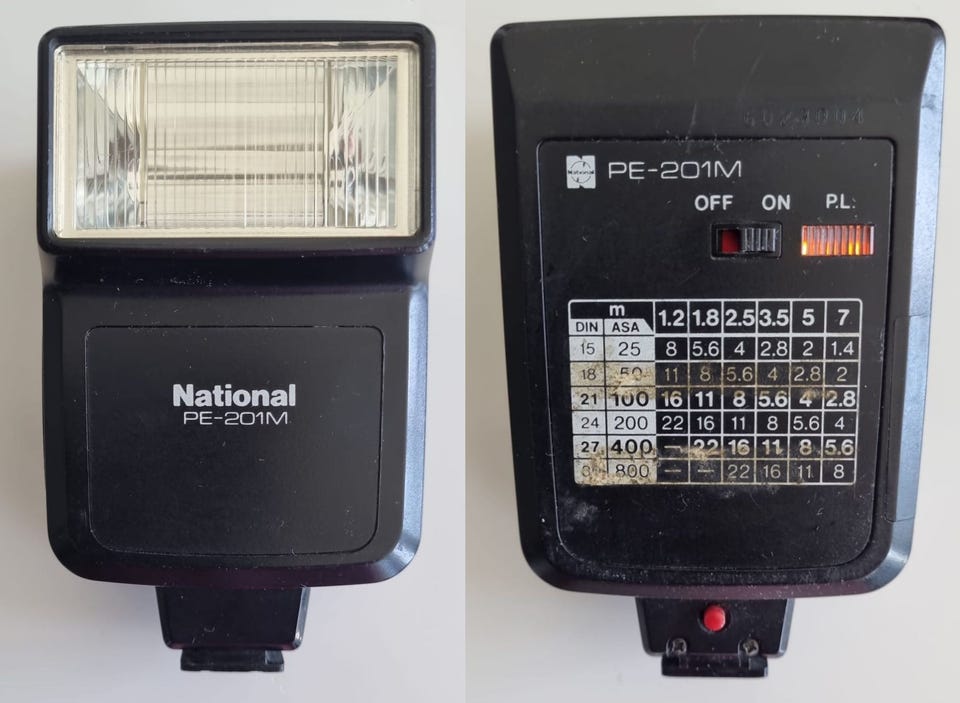 National
PE-201M
National PE-201M
OFF ON P.L.
m
DIN ASA 1.2 1.8 2.5 3.5 5 7
15 25 8 5.6 4 2.8 2 1.4
18 50 11 8 5.6 4 2.8 2
21 100 16 11 8 5.6 4 2.8
24 200 22 16 11 8 5.6 4
27 400 — 22 16 11 8 5.6
800 — — 22 16 11 8